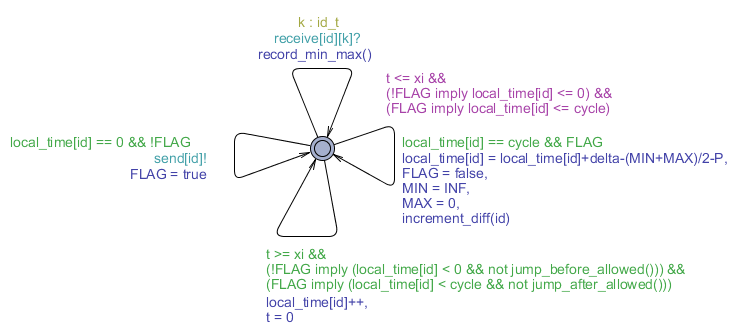 k : id_t
receive[id][k]?
record_min_max()
t <= xi &&
(!FLAG imply local_time[id] <= 0) &&
(FLAG imply local_time[id] <= cycle)
local_time[id] == 0 && !FLAG
send[id]!
FLAG = true
local_time[id] == cycle && FLAG
local_time[id] = local_time[id]+delta-(MIN+MAX)/2-P,
FLAG = false,
MIN = INF,
MAX = 0,
increment_diff(id)
t >= xi &&
(!FLAG imply (local_time[id] < 0 && not jump_before_allowed())) &&
(FLAG imply (local_time[id] < cycle && not jump_after_allowed()))
local_time[id]++,
t = 0